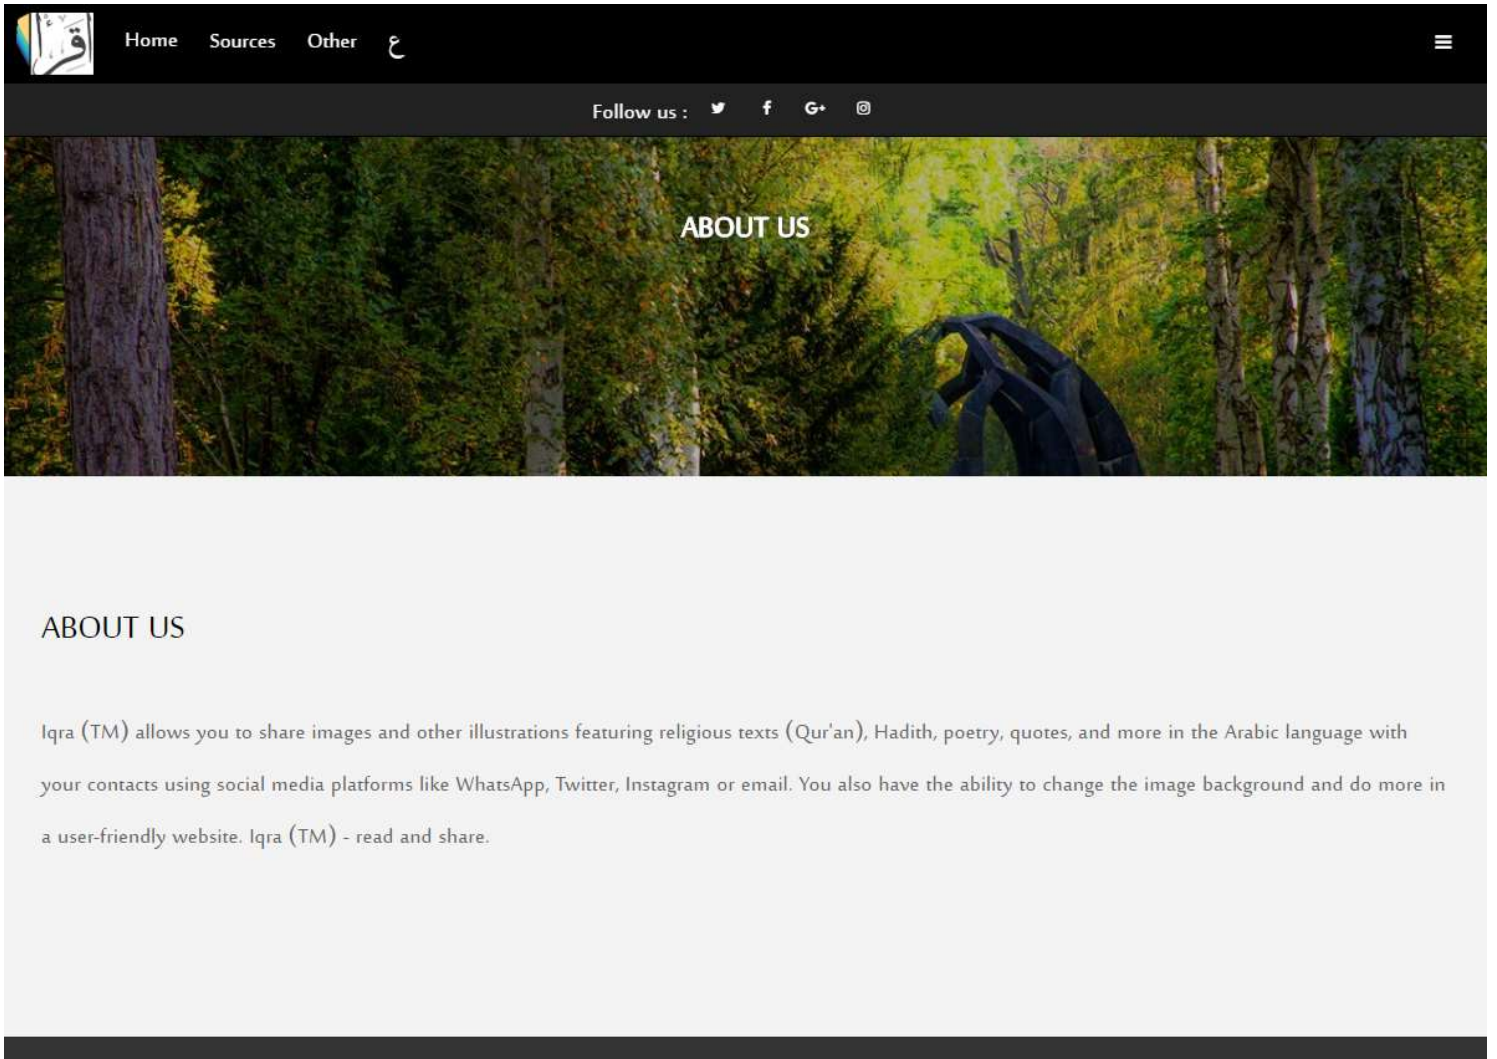 اقرأ
Home Sources Other ع
Follow us :
ABOUT US
ABOUT US
Iqra (TM) allows you to share images and other illustrations featuring religious texts (Qur'an), Hadith, poetry, quotes, and more in the Arabic language with
your contacts using social media platforms like WhatsApp, Twitter, Instagram or email. You also have the ability to change the image background and do more in
a user-friendly website. Iqra (TM) - read and share.